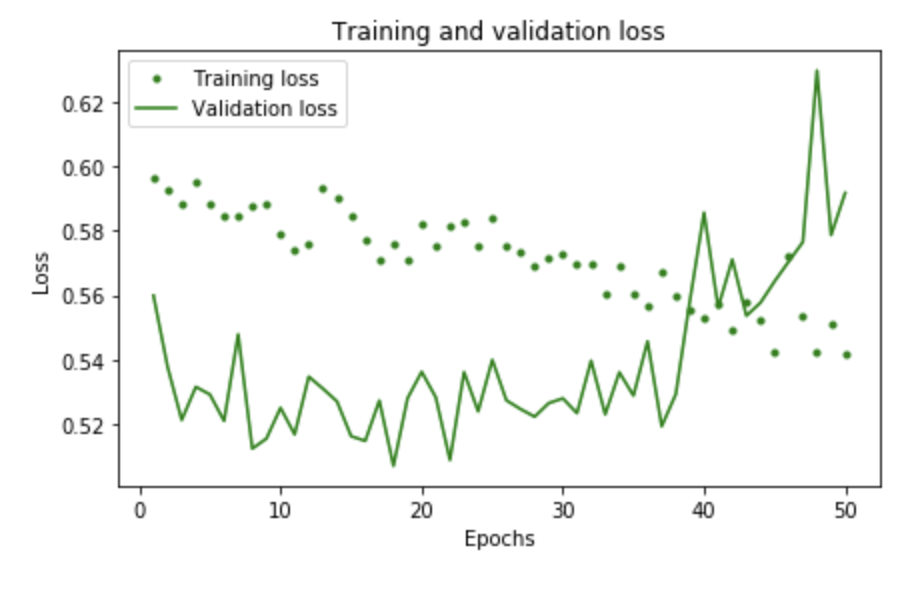 Training and validation loss
Training loss
Validation loss
0.62
0.60
0.58
0.56
0.54
0.52
Loss
0 10 20 30 40 50
Epochs